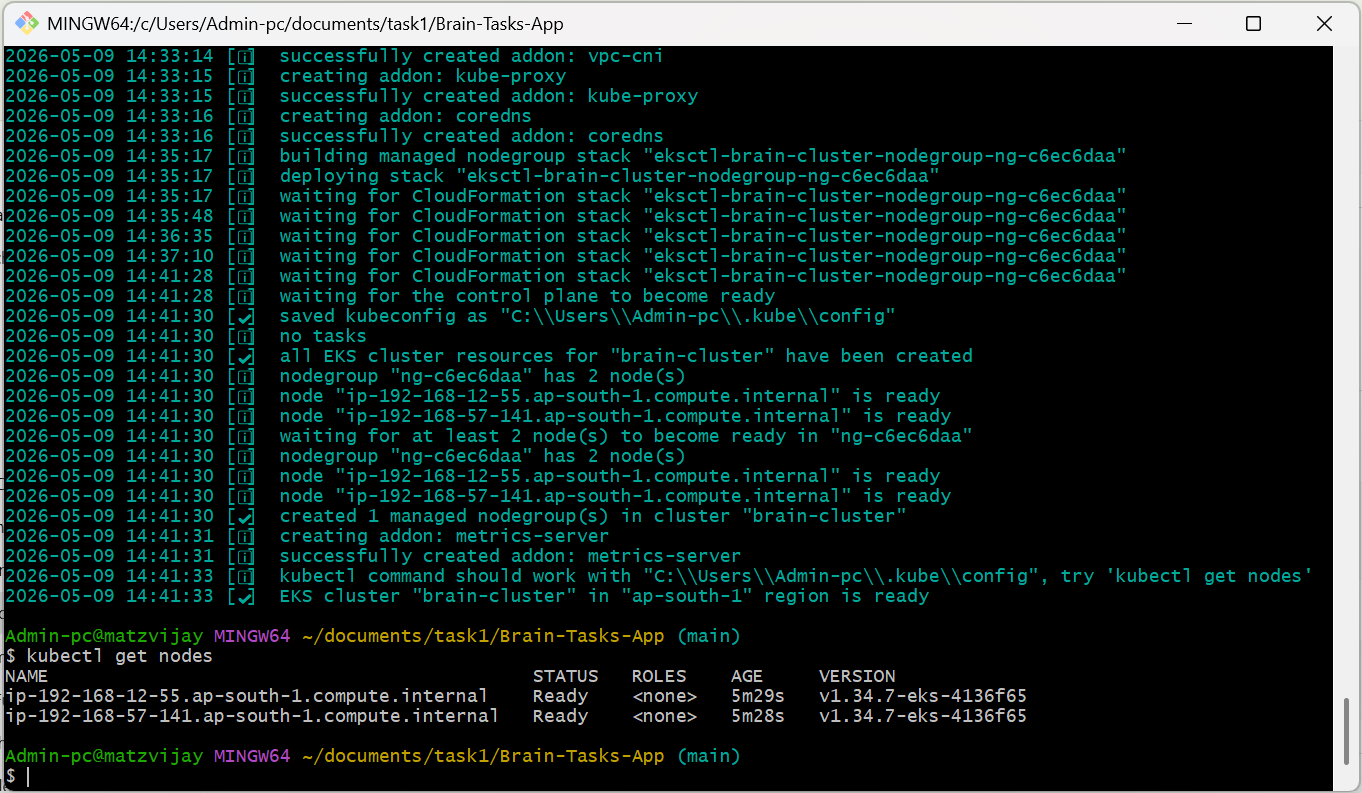 MINGW64:/c/Users/Admin-pc/documents/task1/Brain-Tasks-App
2026-05-09 14:33:14 [i]  successfully created addon: vpc-cni
2026-05-09 14:33:15 [i]  creating addon: kube-proxy
2026-05-09 14:33:15 [i]  successfully created addon: kube-proxy
2026-05-09 14:33:16 [i]  creating addon: coredns
2026-05-09 14:33:16 [i]  successfully created addon: coredns
2026-05-09 14:35:17 [i]  building managed nodegroup stack "eksctl-brain-cluster-nodegroup-ng-c6ec6daa"
2026-05-09 14:35:17 [i]  deploying stack "eksctl-brain-cluster-nodegroup-ng-c6ec6daa"
2026-05-09 14:35:17 [i]  waiting for CloudFormation stack "eksctl-brain-cluster-nodegroup-ng-c6ec6daa"
2026-05-09 14:35:48 [i]  waiting for CloudFormation stack "eksctl-brain-cluster-nodegroup-ng-c6ec6daa"
2026-05-09 14:36:35 [i]  waiting for CloudFormation stack "eksctl-brain-cluster-nodegroup-ng-c6ec6daa"
2026-05-09 14:37:10 [i]  waiting for CloudFormation stack "eksctl-brain-cluster-nodegroup-ng-c6ec6daa"
2026-05-09 14:41:28 [i]  waiting for CloudFormation stack "eksctl-brain-cluster-nodegroup-ng-c6ec6daa"
2026-05-09 14:41:28 [i]  waiting for the control plane to become ready
2026-05-09 14:41:30 [✔]  saved kubeconfig as "C:\\Users\\Admin-pc\\.kube\\config"
2026-05-09 14:41:30 [i]  no tasks
2026-05-09 14:41:30 [✔]  all EKS cluster resources for "brain-cluster" have been created
2026-05-09 14:41:30 [i]  nodegroup "ng-c6ec6daa" has 2 node(s)
2026-05-09 14:41:30 [i]  node "ip-192-168-12-55.ap-south-1.compute.internal" is ready
2026-05-09 14:41:30 [i]  node "ip-192-168-57-141.ap-south-1.compute.internal" is ready
2026-05-09 14:41:30 [i]  waiting for at least 2 node(s) to become ready in "ng-c6ec6daa"
2026-05-09 14:41:30 [i]  nodegroup "ng-c6ec6daa" has 2 node(s)
2026-05-09 14:41:30 [i]  node "ip-192-168-12-55.ap-south-1.compute.internal" is ready
2026-05-09 14:41:30 [i]  node "ip-192-168-57-141.ap-south-1.compute.internal" is ready
2026-05-09 14:41:30 [✔]  created 1 managed nodegroup(s) in cluster "brain-cluster"
2026-05-09 14:41:31 [i]  creating addon: metrics-server
2026-05-09 14:41:31 [i]  successfully created addon: metrics-server
2026-05-09 14:41:33 [i]  kubectl command should work with "C:\\Users\\Admin-pc\\.kube\\config", try 'kubectl get nodes'
2026-05-09 14:41:33 [✔]  EKS cluster "brain-cluster" in "ap-south-1" region is ready
Admin-pc@matzvijay MINGW64 ~/documents/task1/Brain-Tasks-App (main)
$ kubectl get nodes
NAME STATUS ROLES AGE VERSION
ip-192-168-12-55.ap-south-1.compute.internal Ready <none> 5m29s v1.34.7-eks-4136f65
ip-192-168-57-141.ap-south-1.compute.internal Ready <none> 5m28s v1.34.7-eks-4136f65
Admin-pc@matzvijay MINGW64 ~/documents/task1/Brain-Tasks-App (main)
$